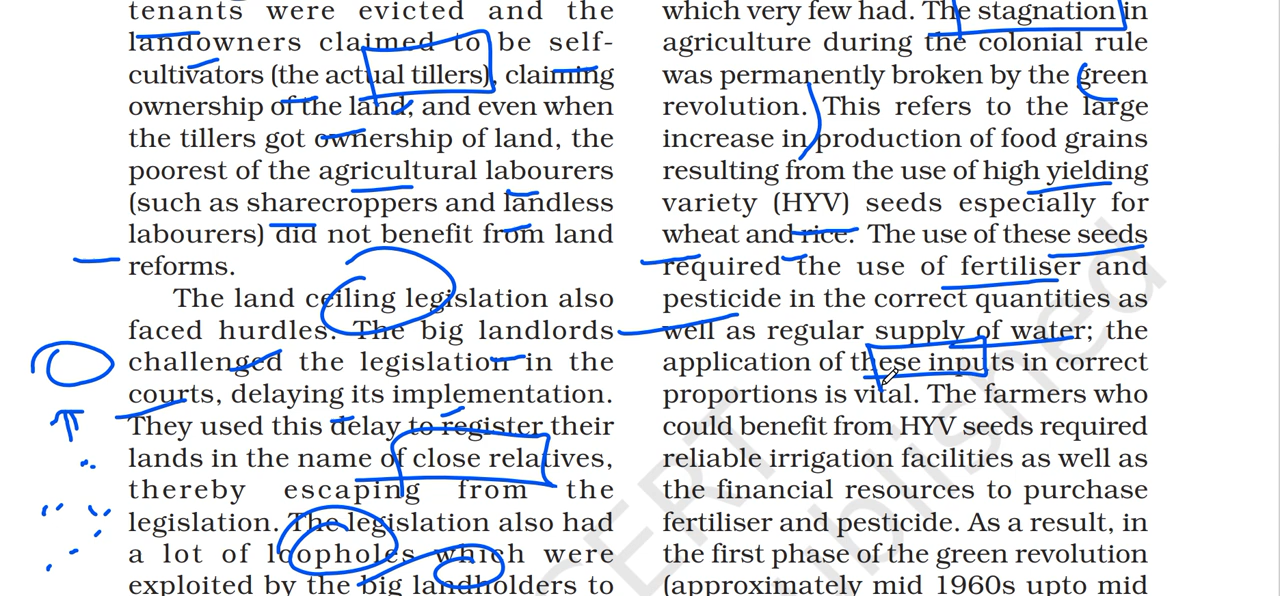 tenants were evicted and the
landowners claimed to be self-
cultivators (the actual tillers), claiming
ownership of the land, and even when
the tillers got ownership of land, the
poorest of the agricultural labourers
(such as sharecroppers and landless
labourers) did not benefit from land
reforms.
The land ceiling legislation also
faced hurdles. The big landlords
challenged the legislation in the
courts, delaying its implementation.
They used this delay to register their
lands in the name of close relatives,
thereby escaping from the
legislation. The legislation also had
a lot of loopholes which were
exploited by the big landholders to
which very few had. The stagnation in
agriculture during the colonial rule
was permanently broken by the green
revolution. This refers to the large
increase in production of food grains
resulting from the use of high yielding
variety (HYV) seeds especially for
wheat and rice. The use of these seeds
required the use of fertiliser and
pesticide in the correct quantities as
well as regular supply of water; the
application of these inputs in correct
proportions is vital. The farmers who
could benefit from HYV seeds required
reliable irrigation facilities as well as
the financial resources to purchase
fertiliser and pesticide. As a result, in
the first phase of the green revolution
(approximately mid 1960s upto mid